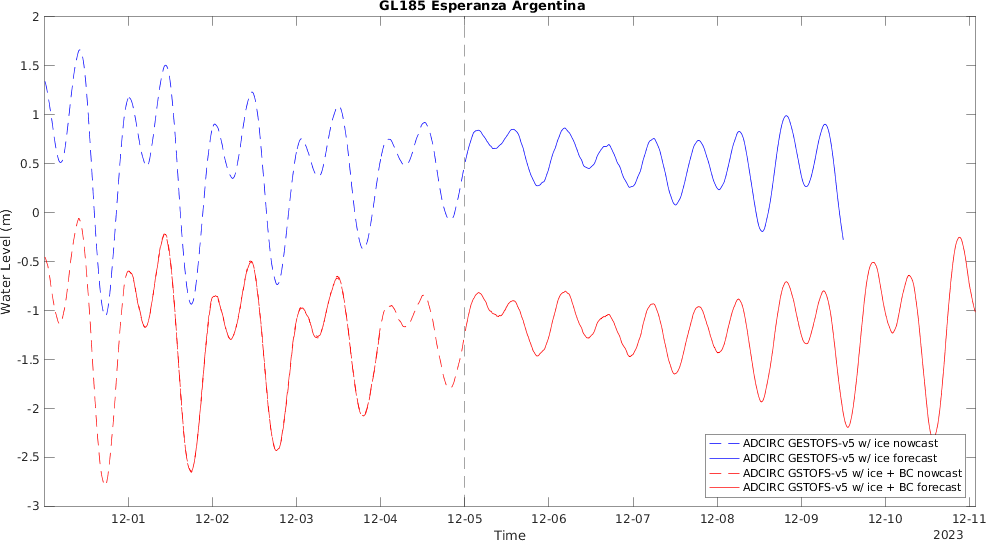 GL185 Esperanza Argentina
2
1.5
1
0.5
0
-0.5
-1
-1.5
-2
-2.5
-3
Water Level (m)
ADCIRC GESTOFS-v5 w/ ice nowcast
ADCIRC GESTOFS-v5 w/ ice forecast
ADCIRC GSTOFS-v5 w/ ice + BC nowcast
ADCIRC GSTOFS-v5 w/ ice + BC forecast
12-01 12-02 12-03 12-04 12-05 12-06 12-07 12-08 12-09 12-10 12-11
Time
2023